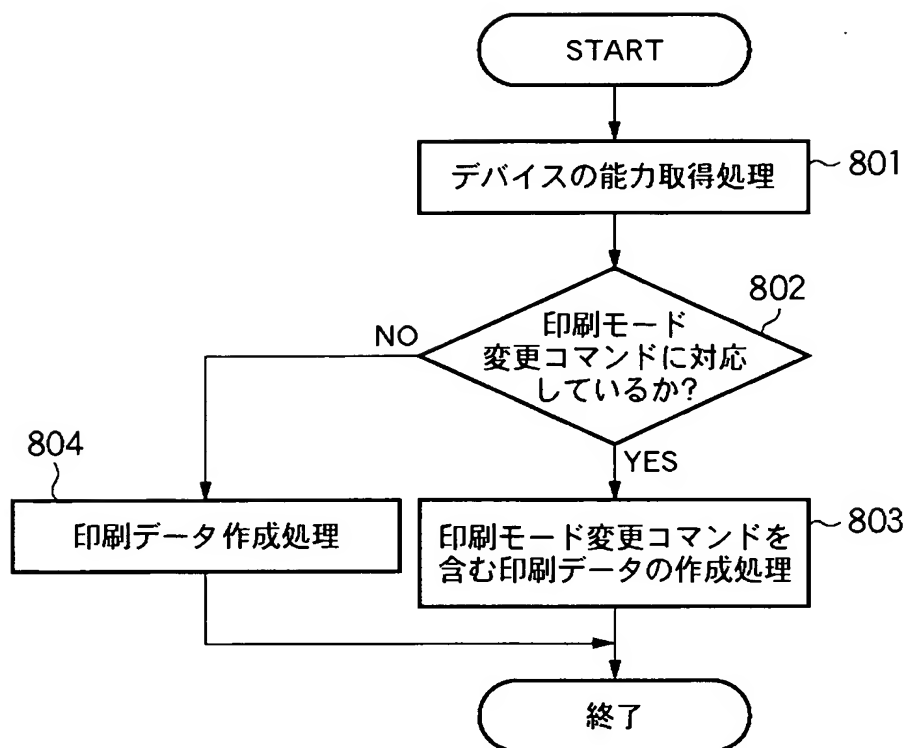 START
デバイスの能力取得処理
801
802
印刷モード
変更コマンドに対応
しているか?
NO
YES
804
印刷データ作成処理
803
印刷モード変更コマンドを
含む印刷データの作成処理
終了